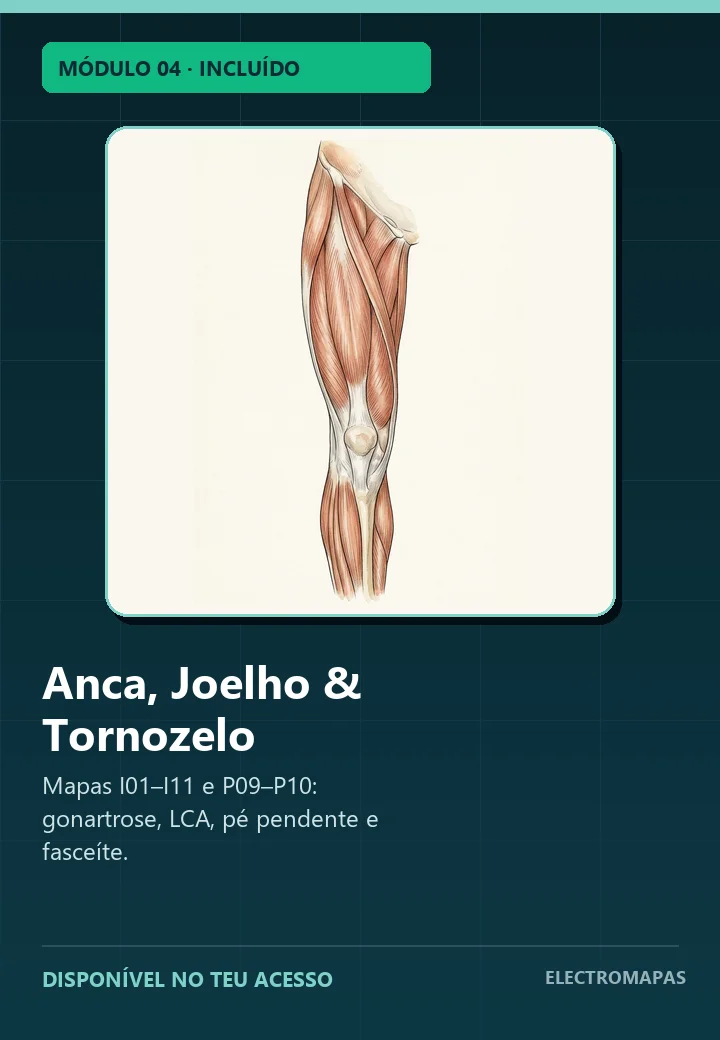 MÓDULO 04 · INCLUÍDO
Anca, Joelho &
Tornozelo
Mapas I01–I11 e P09–P10:
gonartrose, LCA, pé pendente e
fasceíte.
DISPONÍVEL NO TEU ACESSO
ELECTROMAPAS